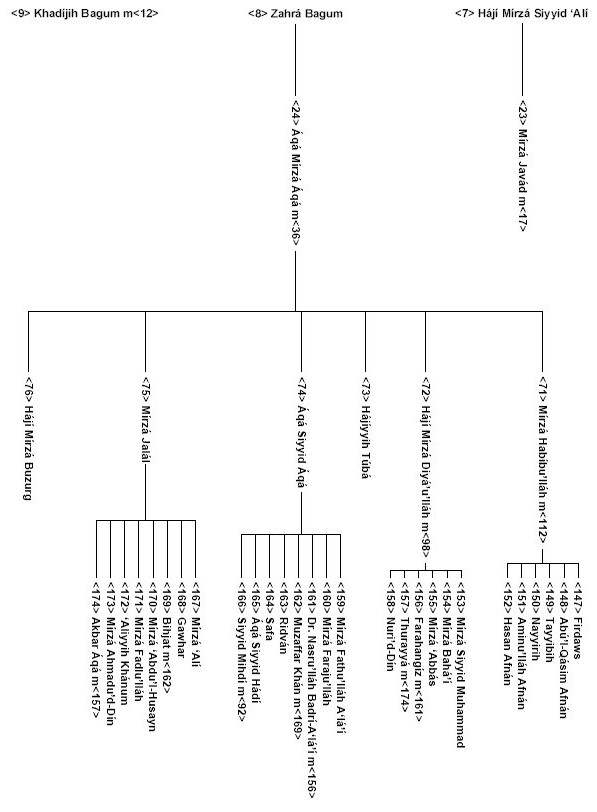 <9> Khadíjih Bagum m<12>
<8> Zahrá Bagum
<7> Hájí Mírzá Siyyid ‘Alí
<24> Áqá Mírzá Áqá m<36>
<23> Mírzá Javád m<17>
<76> Hájí Mírzá Buzurg
<75> Mírzá Jalál
<74> Áqá Siyyid Áqá
<73> Hájiyyih Túbá
<72> Hájí Mírzá Díyá’u’lláh m<98>
<71> Mírzá Habíbu’lláh m<112>
<174> Akbar Áqá m<157>
<173> Mírzá Ahmadu’d-Dín
<172> ‘Aliyyih Khánum
<171> Mírzá Fadlu’lláh
<170> Mírzá ‘Abdu’l-Husayn
<169> Bihjat m<162>
<168> Gawhar
<167> Mírzá ‘Alí
<166> Siyyid Mihdí m<92>
<165> Áqá Siyyid Hádí
<164> Safa
<163> Ridván
<162> Muzaffar Khán m<169>
<161> Dr. Nasru’lláh Badrí-A‘lá’í m<156>
<160> Mírzá Faraju’lláh
<159> Mírzá Fathu’lláh A‘lá’í
<158> Nurí’d-Dín
<157> Thurayyá m<174>
<156> Farahangíz m<161>
<155> Mírzá ‘Abbás
<154> Mírzá Bahá’í
<153> Mírzá Siyyid Muhammad
<152> Hasan Afnán
<151> Amínu’lláh Afnán
<150> Nayyirih
<149> Tayyibih
<148> Abú’l-Qásim Afnán
<147> Firdaws